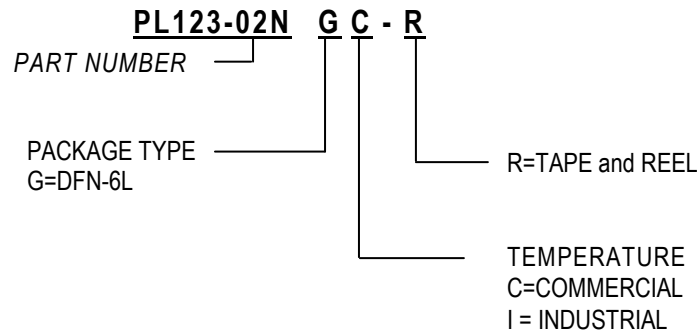 PL123-02N G C - R
PART NUMBER
PACKAGE TYPE
G=DFN-6L
R=TAPE and REEL
TEMPERATURE
C=COMMERCIAL
I = INDUSTRIAL